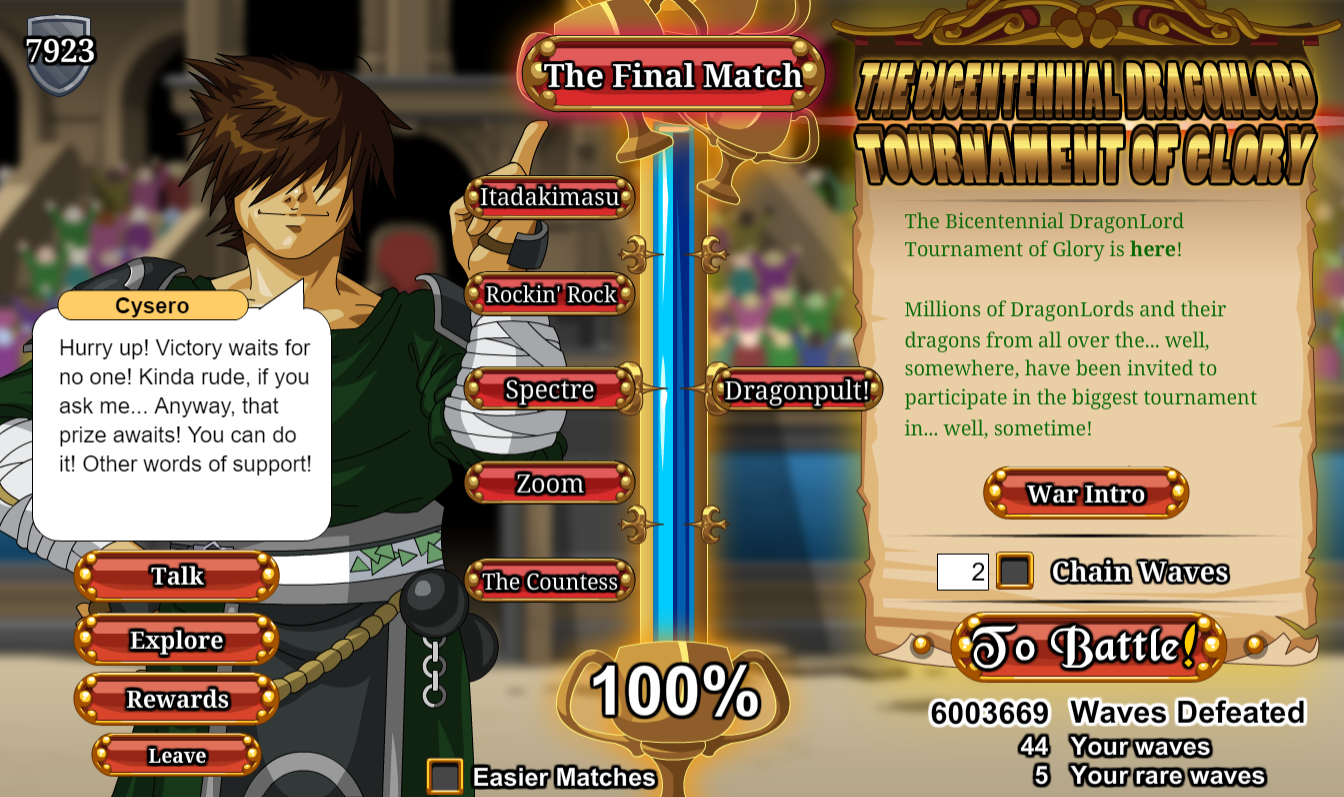 7923
The Final Match
THE BICENTENNIAL DRAGONLORD
TOURNAMENT OF GLORY
Itadakimasu
Rockin' Rock
Spectre
Dragonpult!
Zoom
The Countess
100%
Easier Matches
Cysero
Hurry up! Victory waits for
no one! Kinda rude, if you
ask me... Anyway, that
prize awaits! You can do
it! Other words of support!
Talk
Explore
Rewards
Leave
The Bicentennial DragonLord
Tournament of Glory is here!
Millions of DragonLords and their
dragons from all over the... well,
somewhere, have been invited to
participate in the biggest tournament
in... well, sometime!
War Intro
2 Chain Waves
To Battle!
6003669 Waves Defeated
44 Your waves
5 Your rare waves